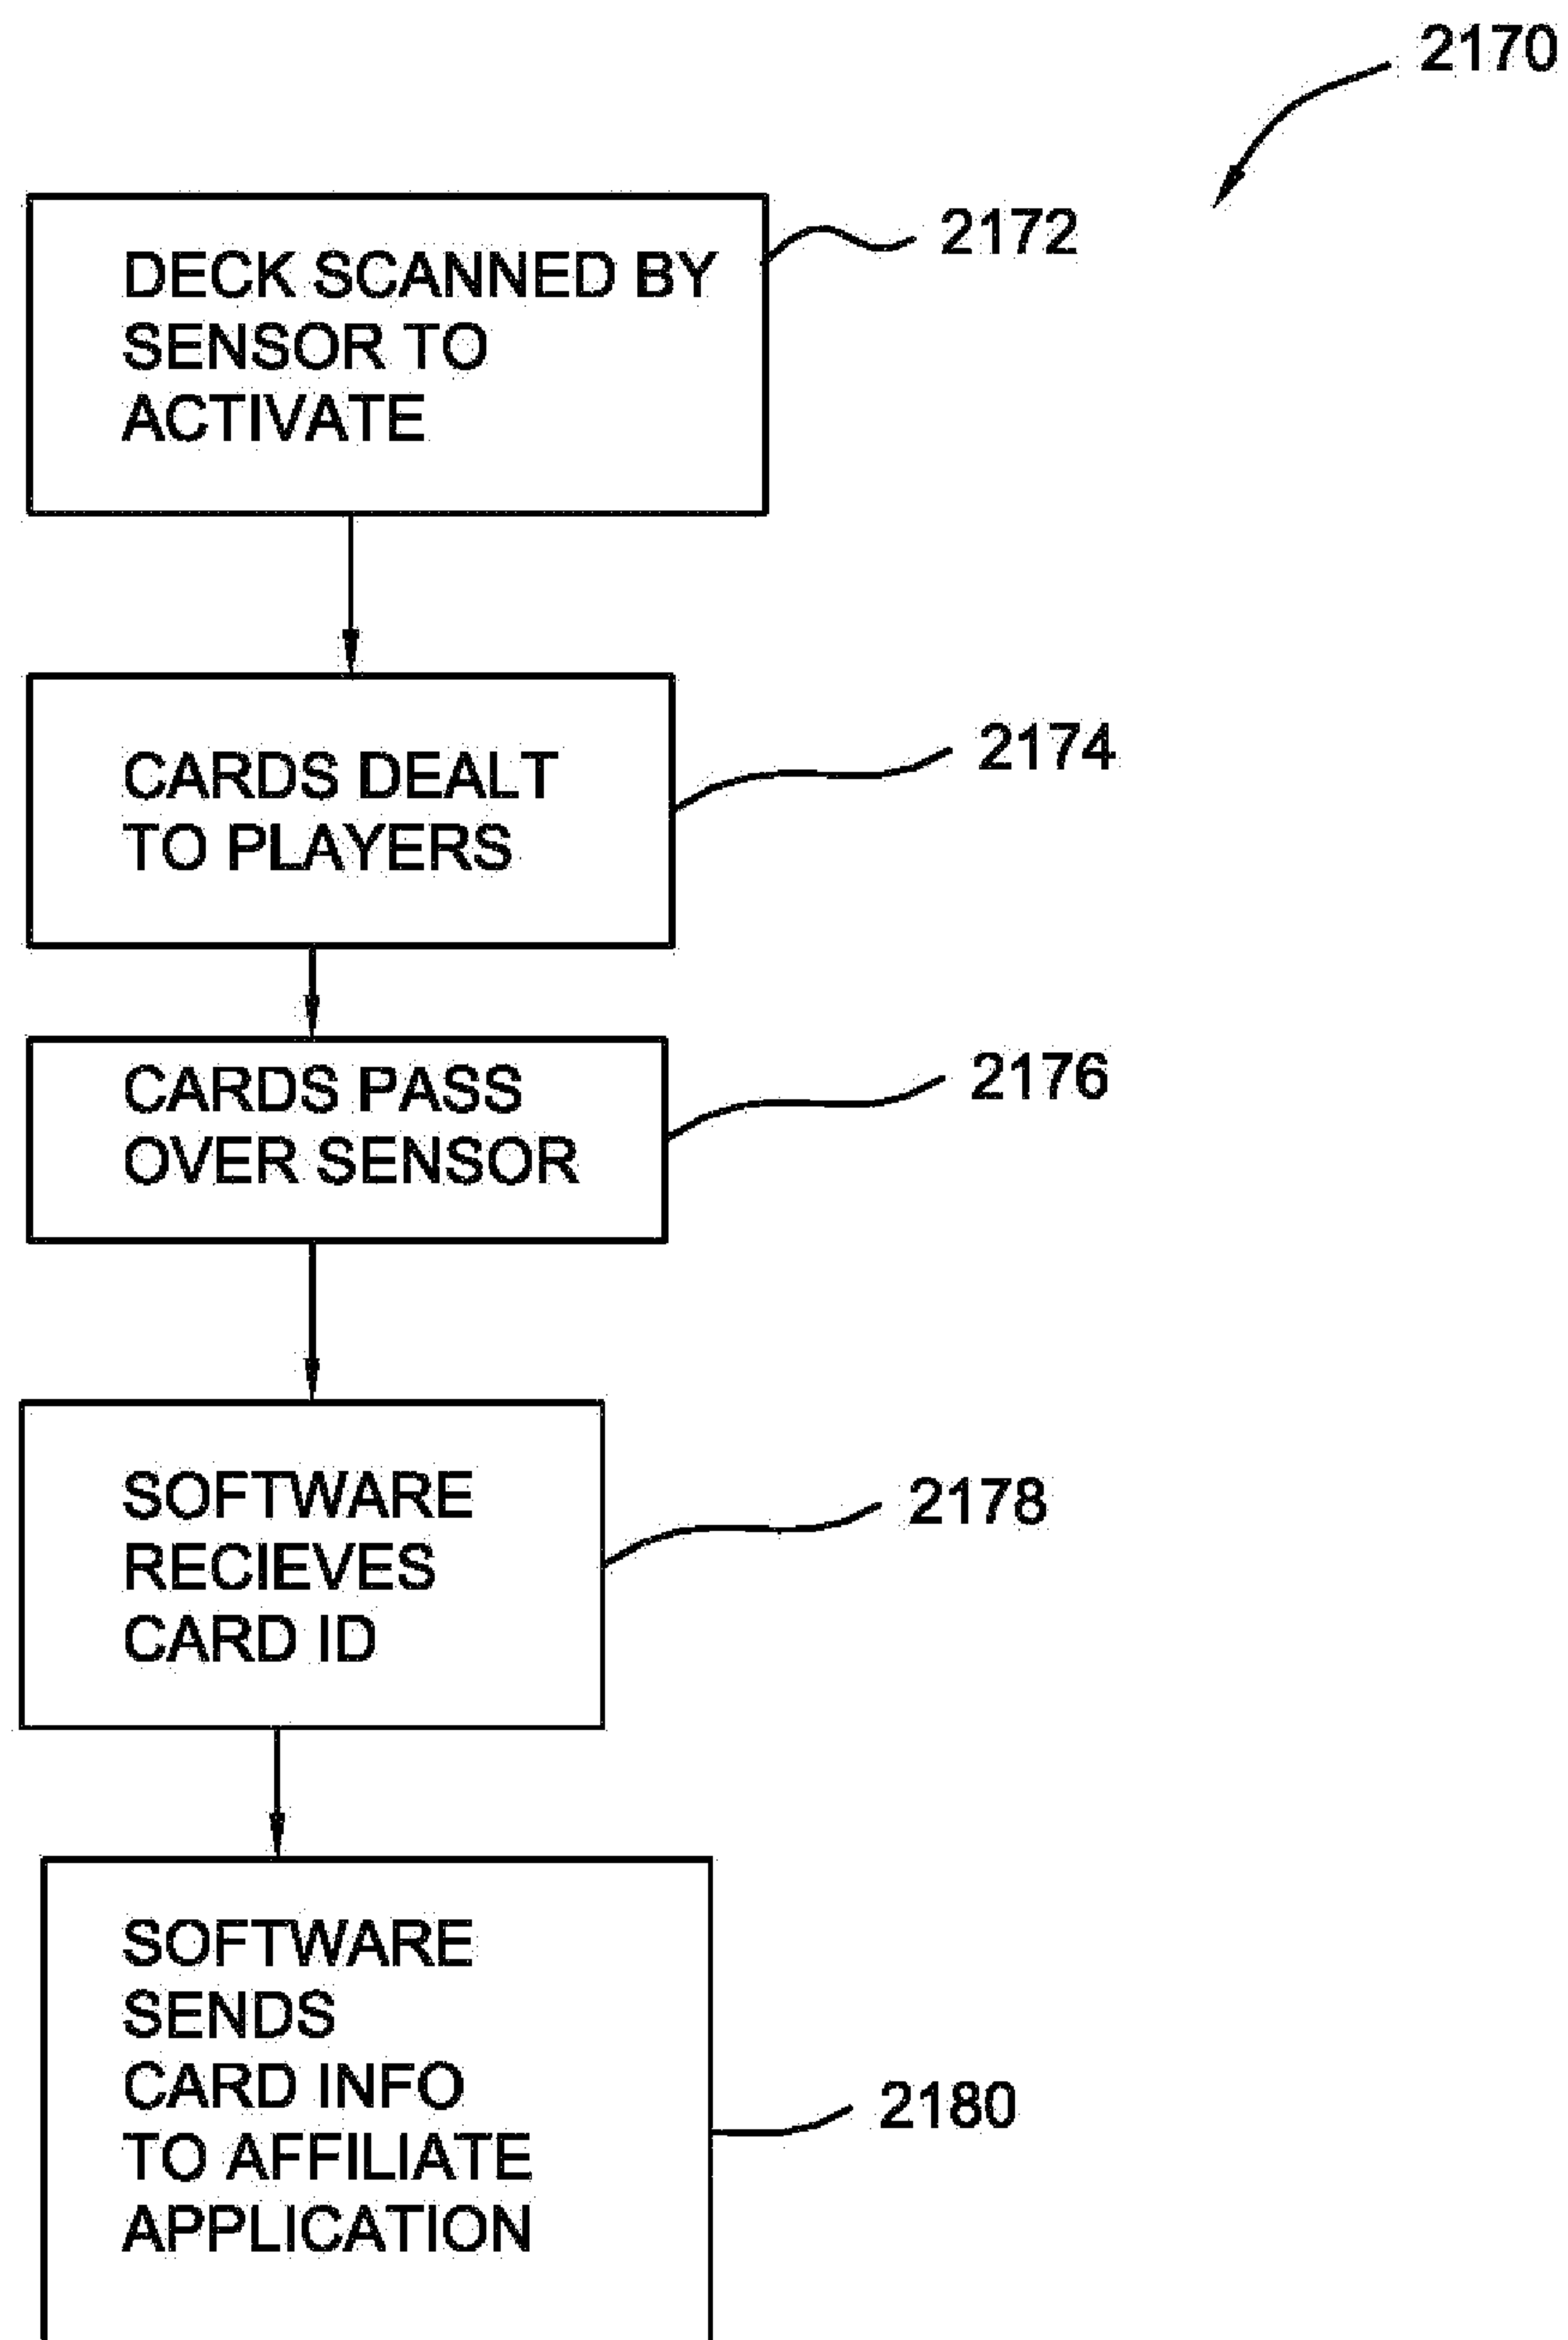 2170
2172
DECK SCANNED BY
SENSOR TO
ACTIVATE
2174
CARDS DEALT
TO PLAYERS
2176
CARDS PASS
OVER SENSOR
2178
SOFTWARE
RECIEVES
CARD ID
SOFTWARE
SENDS
CARD INFO
TO AFFILIATE
APPLICATION
2180